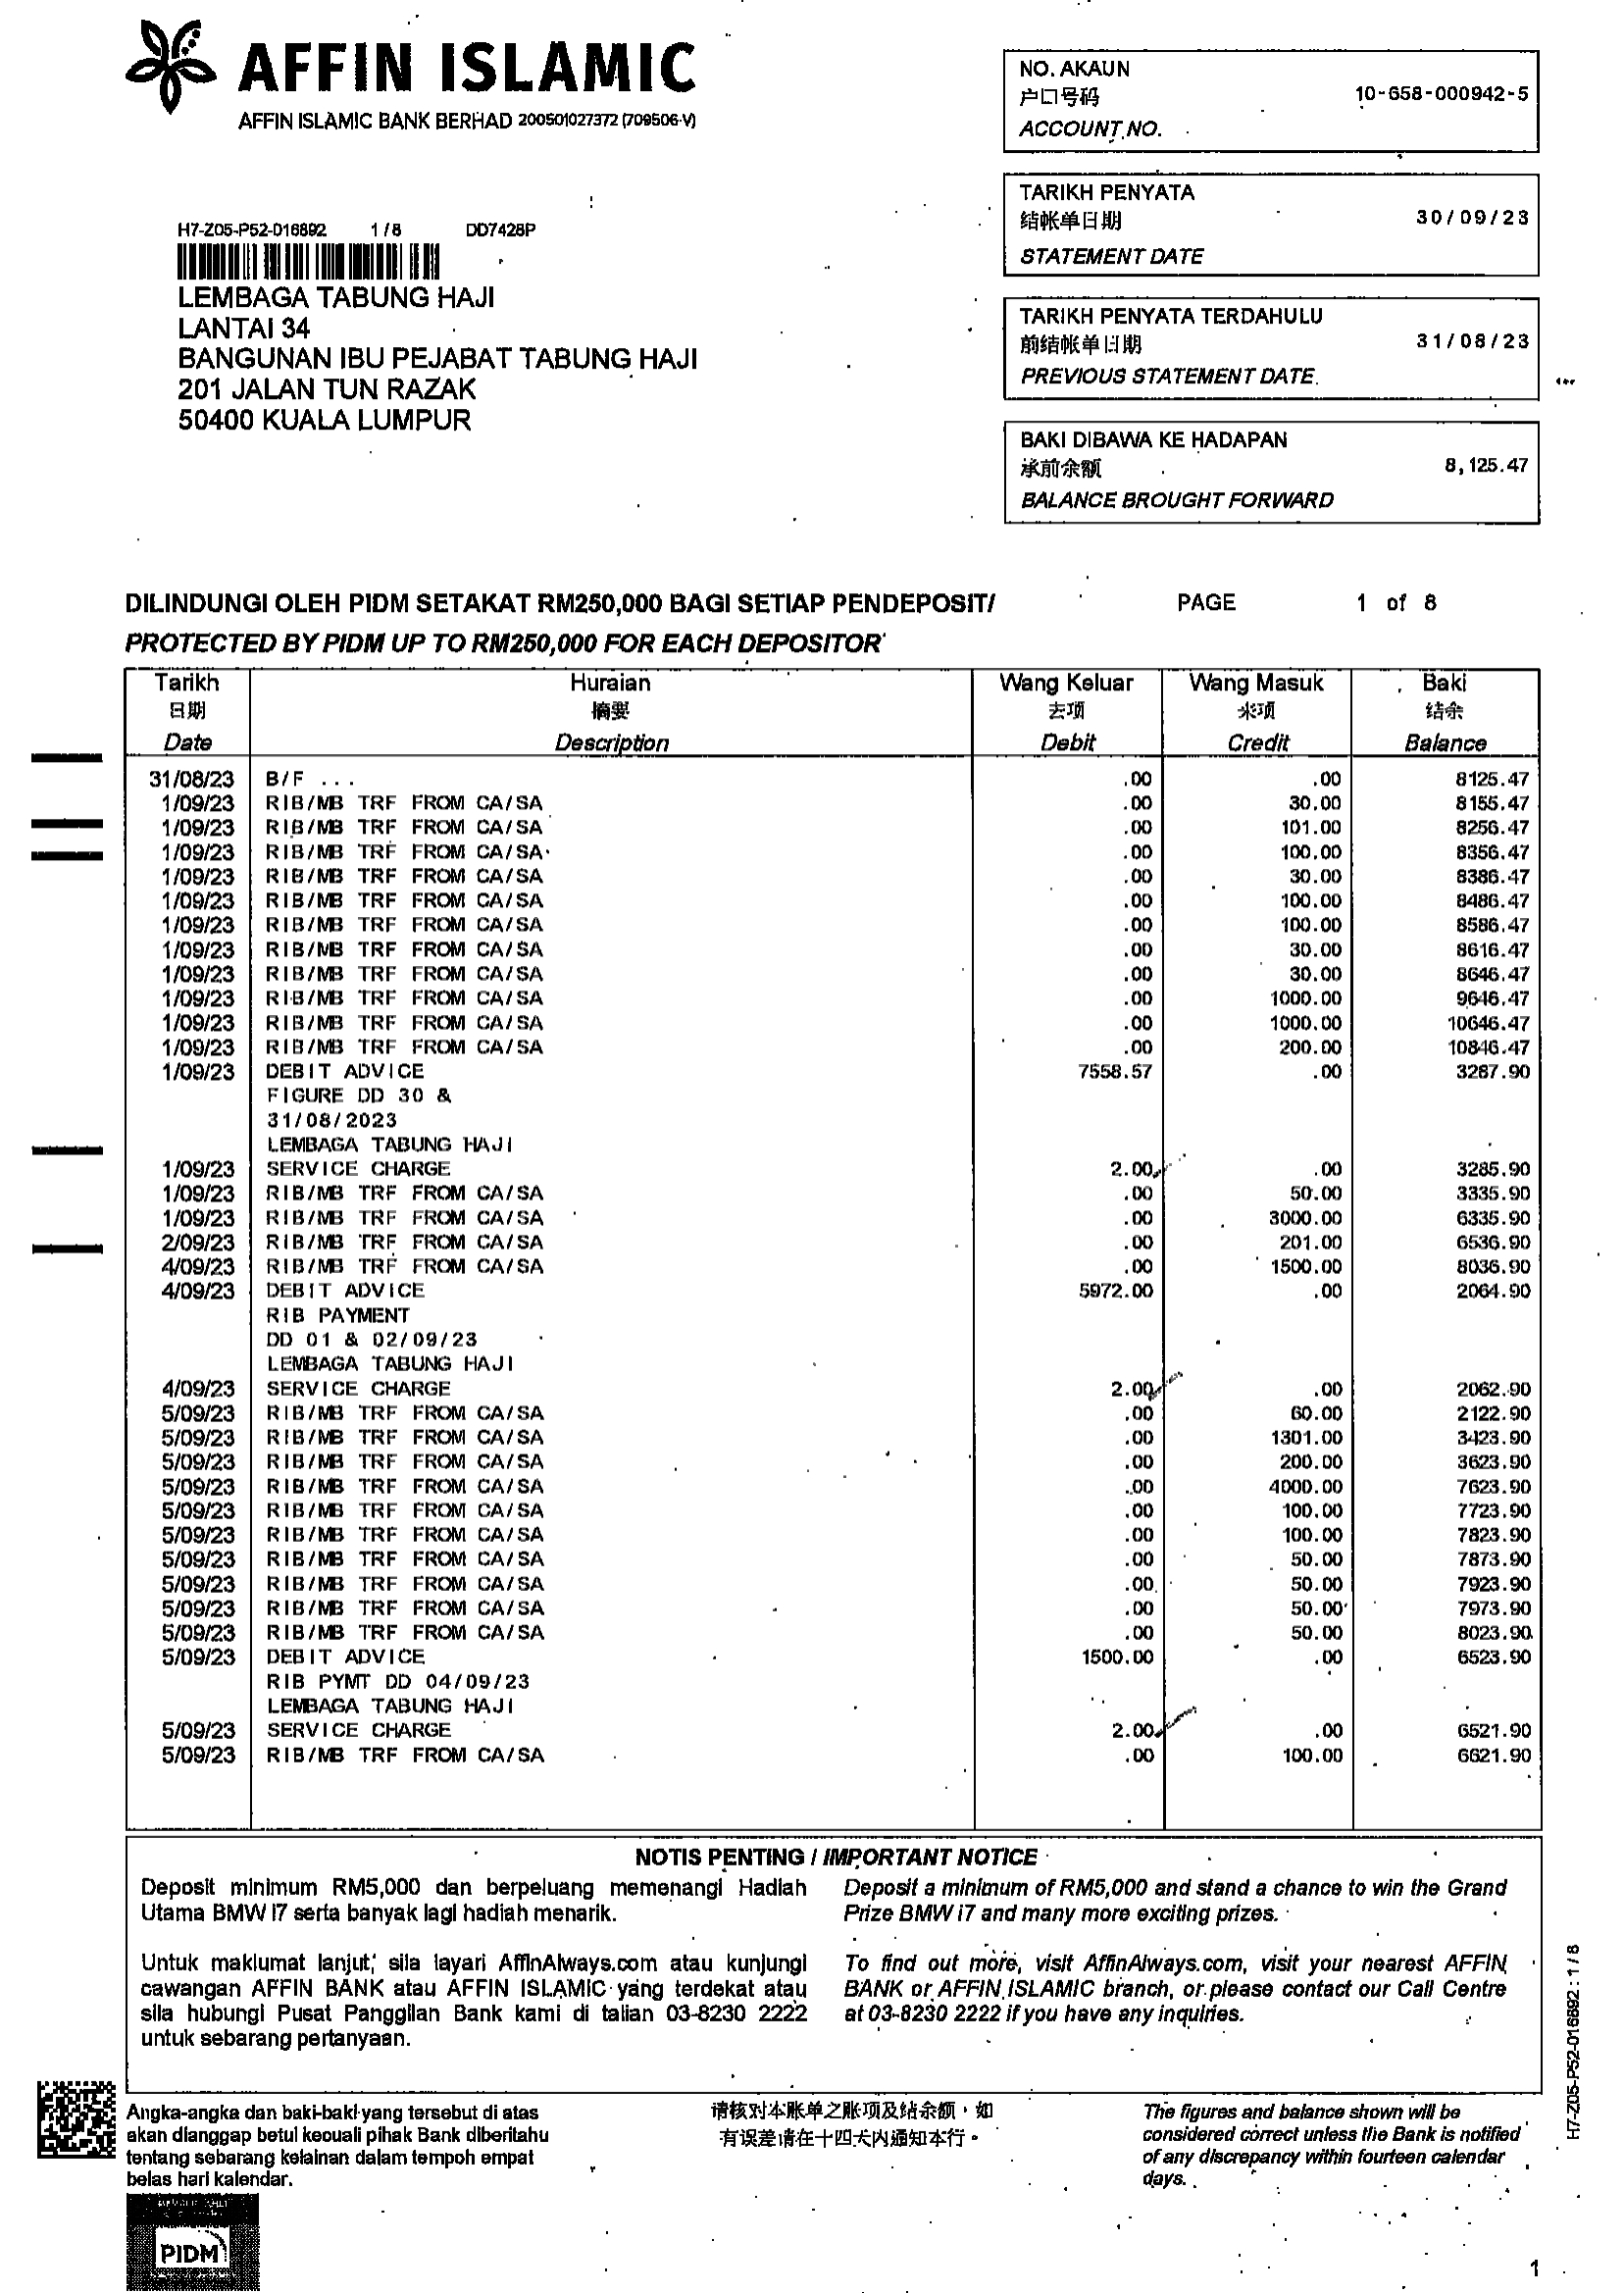 AFFIN ISLAMIC
AFFIN ISLAMIC BANK BERHAD 200501027372 (709506-V)
NO. AKAUN
户口号码
10-658-000942-5
ACCOUNT NO.
TARIKH PENYATA
结帐单日期
30/09/23
STATEMENT DATE
H7-Z05-P52-016892 1/8 DD7428P
LEMBAGA TABUNG HAJI
LANTAI 34
BANGUNAN IBU PEJABAT TABUNG HAJI
201 JALAN TUN RAZAK
50400 KUALA LUMPUR
TARIKH PENYATA TERDAHULU
前结帐单日期
31/08/23
PREVIOUS STATEMENT DATE
BAKI DIBAWA KE HADAPAN
承前余额
8,125.47
BALANCE BROUGHT FORWARD
DILINDUNGI OLEH PIDM SETAKAT RM250,000 BAGI SETIAP PENDEPOSIT/ PAGE 1 of 8
PROTECTED BY PIDM UP TO RM250,000 FOR EACH DEPOSITOR
Tarikh Huraian Wang Keluar Wang Masuk Baki
日期 摘要 去项 来项 结余
Date Description Debit Credit Balance
31/08/23 B/F ... .00 .00 8125.47
1/09/23 RIB/MB TRF FROM CA/SA .00 30.00 8155.47
1/09/23 RIB/MB TRF FROM CA/SA .00 101.00 8256.47
1/09/23 RIB/MB TRF FROM CA/SA .00 100.00 8356.47
1/09/23 RIB/MB TRF FROM CA/SA .00 30.00 8386.47
1/09/23 RIB/MB TRF FROM CA/SA .00 100.00 8486.47
1/09/23 RIB/MB TRF FROM CA/SA .00 100.00 8586.47
1/09/23 RIB/MB TRF FROM CA/SA .00 30.00 8616.47
1/09/23 RIB/MB TRF FROM CA/SA .00 30.00 8646.47
1/09/23 RIB/MB TRF FROM CA/SA .00 1000.00 9646.47
1/09/23 RIB/MB TRF FROM CA/SA .00 1000.00 10646.47
1/09/23 RIB/MB TRF FROM CA/SA .00 200.00 10846.47
1/09/23 DEBIT ADVICE 7558.57 .00 3287.90
FIGURE DD 30 &
31/08/2023
LEMBAGA TABUNG HAJI
1/09/23 SERVICE CHARGE 2.00 .00 3285.90
1/09/23 RIB/MB TRF FROM CA/SA .00 50.00 3335.90
1/09/23 RIB/MB TRF FROM CA/SA .00 3000.00 6335.90
2/09/23 RIB/MB TRF FROM CA/SA .00 201.00 6536.90
4/09/23 RIB/MB TRF FROM CA/SA .00 1500.00 8036.90
4/09/23 DEBIT ADVICE 5972.00 .00 2064.90
RIB PAYMENT
DD 01 & 02/09/23
LEMBAGA TABUNG HAJI
4/09/23 SERVICE CHARGE 2.00 .00 2062.90
5/09/23 RIB/MB TRF FROM CA/SA .00 60.00 2122.90
5/09/23 RIB/MB TRF FROM CA/SA .00 1301.00 3423.90
5/09/23 RIB/MB TRF FROM CA/SA .00 200.00 3623.90
5/09/23 RIB/MB TRF FROM CA/SA .00 4000.00 7623.90
5/09/23 RIB/MB TRF FROM CA/SA .00 100.00 7723.90
5/09/23 RIB/MB TRF FROM CA/SA .00 100.00 7823.90
5/09/23 RIB/MB TRF FROM CA/SA .00 50.00 7873.90
5/09/23 RIB/MB TRF FROM CA/SA .00 50.00 7923.90
5/09/23 RIB/MB TRF FROM CA/SA .00 50.00 7973.90
5/09/23 RIB/MB TRF FROM CA/SA .00 50.00 8023.90
5/09/23 DEBIT ADVICE 1500.00 .00 6523.90
RIB PYMT DD 04/09/23
LEMBAGA TABUNG HAJI
5/09/23 SERVICE CHARGE 2.00 .00 6521.90
5/09/23 RIB/MB TRF FROM CA/SA .00 100.00 6621.90
NOTIS PENTING / IMPORTANT NOTICE
Deposit minimum RM5,000 dan berpeluang memenangi Hadiah
Utama BMW i7 serta banyak lagi hadiah menarik.
Untuk maklumat lanjut, sila layari AffinAlways.com atau kunjungi
cawangan AFFIN BANK atau AFFIN ISLAMIC yang terdekat atau
sila hubungi Pusat Panggilan Bank kami di talian 03-8230 2222
untuk sebarang pertanyaan.
Deposit a minimum of RM5,000 and stand a chance to win the Grand
Prize BMW i7 and many more exciting prizes.
To find out more, visit AffinAlways.com, visit your nearest AFFIN
BANK or AFFIN ISLAMIC branch, or please contact our Call Centre
at 03-8230 2222 if you have any inquiries.
H7-Z05-P52-016892 : 1 / 8
Angka-angka dan baki-baki yang tersebut di atas
akan dianggap betul kecuali pihak Bank diberitahu
tentang sebarang kelainan dalam tempoh empat
belas hari kalendar.
请核对本账单之账项及结余额，如
有误差请在十四天内通知本行。
The figures and balance shown will be
considered correct unless the Bank is notified
of any discrepancy within fourteen calendar
days.
PIDM
1